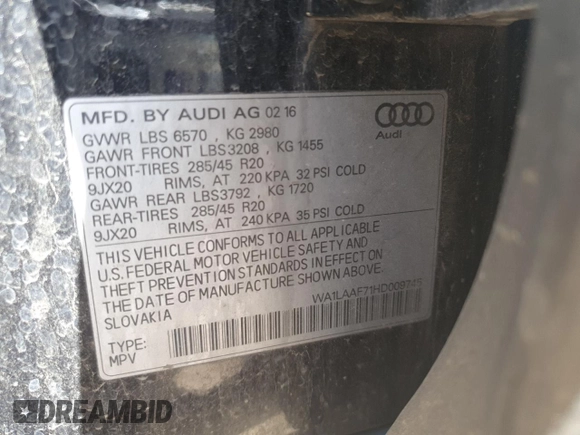 MFD. BY AUDI AG 02 16
GVWR LBS 6570 , KG 2980
GAWR FRONT LBS3208 , KG 1455
FRONT-TIRES 285/45 R20
9JX20 RIMS, AT 220 KPA 32 PSI COLD
GAWR REAR LBS3792 , KG 1720
REAR-TIRES 285/45 R20
9JX20 RIMS, AT 240 KPA 35 PSI COLD
THIS VEHICLE CONFORMS TO ALL APPLICABLE
U.S. FEDERAL MOTOR VEHICLE SAFETY AND
THEFT PREVENTION STANDARDS IN EFFECT ON
THE DATE OF MANUFACTURE SHOWN ABOVE.
SLOVAKIA
WA1LAAF71HD009745
TYPE:
MPV
Audi
DREAMBID